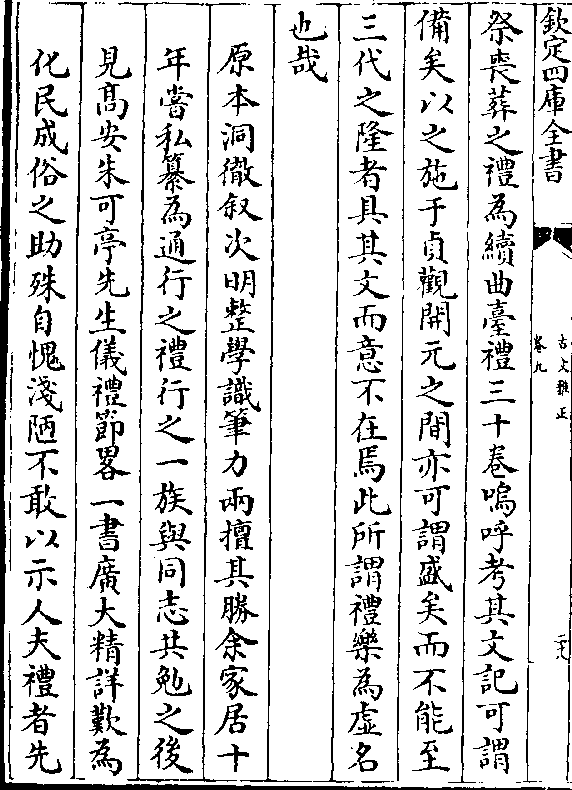 欽定四庫全書
古文雅正
卷九
祭喪葬之禮為續曲臺禮三十卷嗚呼考其文記可謂
備矣以之施于貞觀開元之間亦可謂盛矣而不能至
三代之隆者具其文而意不在焉此所謂禮樂為虛名
也哉
原本洞徹叙次明整學識筆力兩擅其勝余家居十
年嘗私纂為通行之禮行之一族與同志共勉之後
見髙安朱可亭先生儀禮節畧一書廣大精詳歎為
化民成俗之助殊自愧淺陋不敢以示人夫禮者先